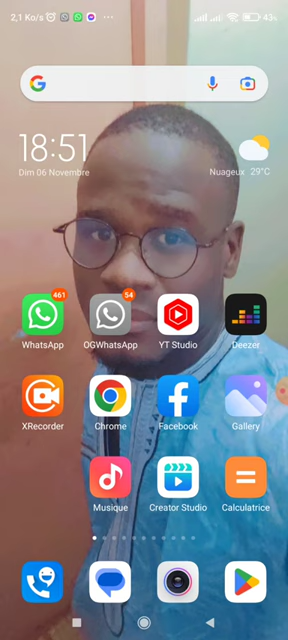 2,1 Ko/s
43%
18:51
Dim 06 Novembre
Nuageux 29°C
461
54
WhatsApp
OGWhatsApp
YT Studio
Deezer
XRecorder
Chrome
Facebook
Gallery
Musique
Creator Studio
Calculatrice